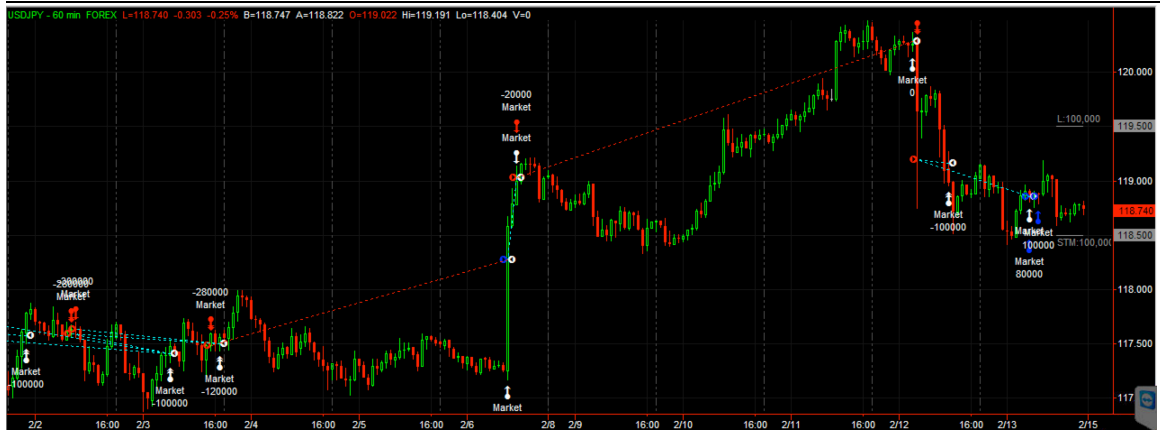 USDJPY - 60 min FOREX L=118.740 -0.303 -0.25% B=118.747 A=118.822 O=119.022 Hi=119.191 Lo=118.404 V=0
-20000
Market
Market
Market
0
120.000
L:100,000
119.500
119.000
118.740
118.500
STM:100,000
Market
-100000
Market
100000
Market
80000
118.000
Market
-280000
Market
117.500
Market
-100000
Market
-100000
Market
-120000
Market
117
2/2 16:00 2/3 16:00 2/4 16:00 2/5 16:00 2/6 2/8 2/9 16:00 2/10 16:00 2/11 16:00 2/12 16:00 2/13 2/15